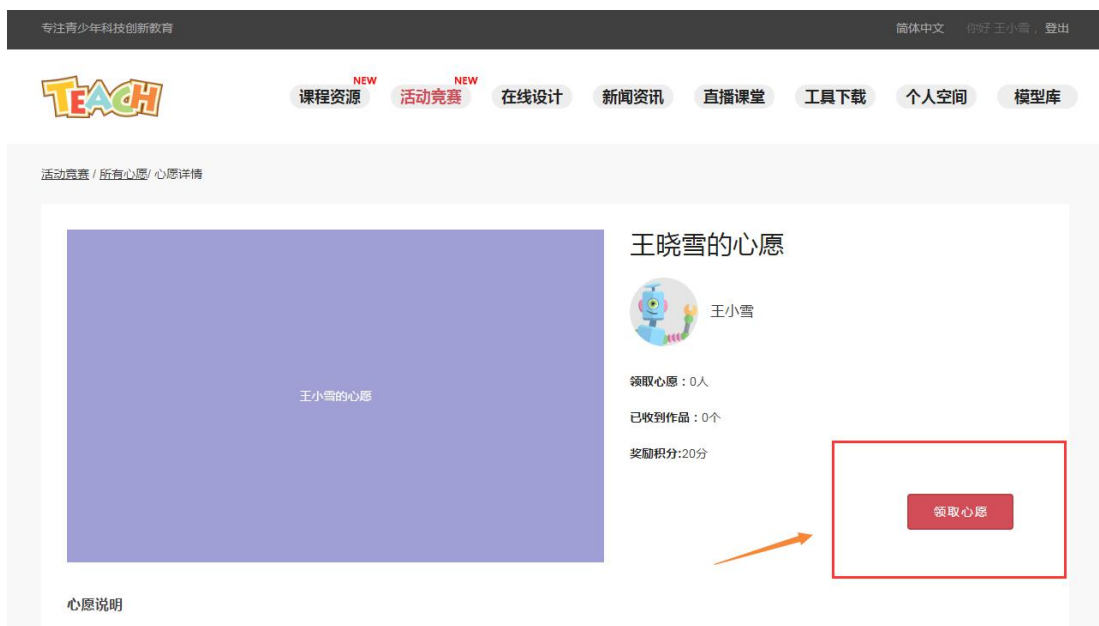 专注青少年科技创新教育
简体中文 你好 王小雪， 登出
TEACH
课程资源 NEW 活动竞赛 NEW 在线设计 新闻资讯 直播课堂 工具下载 个人空间 模型库
活动竞赛 / 所有心愿/ 心愿详情
王晓雪的心愿
王小雪
王小雪的心愿
领取心愿：0人
已收到作品：0个
奖励积分:20分
领取心愿
心愿说明